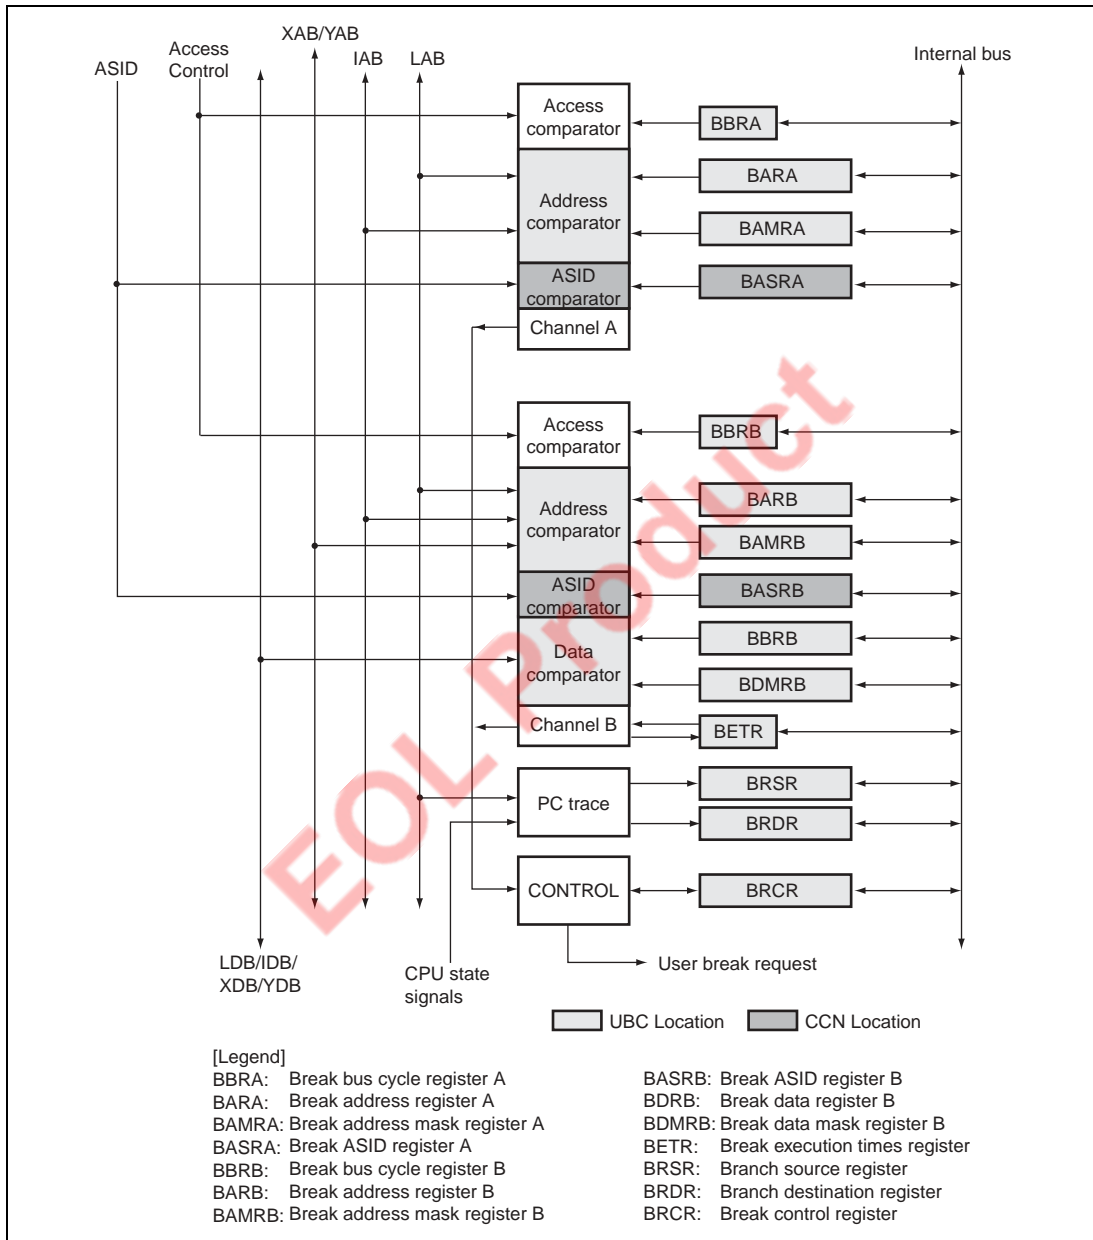 XAB/YAB
Access
Control
ASID
IAB
LAB
Internal bus
Access
comparator
BBRA
BARA
Address
comparator
BAMRA
ASID
comparator
BASRA
Channel A
Access
comparator
BBRB
BARB
Address
comparator
BAMRB
ASID
comparator
BASRB
BBRB
Data
comparator
BDMRB
Channel B
BETR
BRSR
PC trace
BRDR
CONTROL
BRCR
LDB/IDB/
XDB/YDB
CPU state
signals
User break request
UBC Location
CCN Location
EOL Product
[Legend]
BBRA: Break bus cycle register A
BARA: Break address register A
BAMRA: Break address mask register A
BASRA: Break ASID register A
BBRB: Break bus cycle register B
BARB: Break address register B
BAMRB: Break address mask register B
BASRB: Break ASID register B
BDRB: Break data register B
BDMRB: Break data mask register B
BETR: Break execution times register
BRSR: Branch source register
BRDR: Branch destination register
BRCR: Break control register